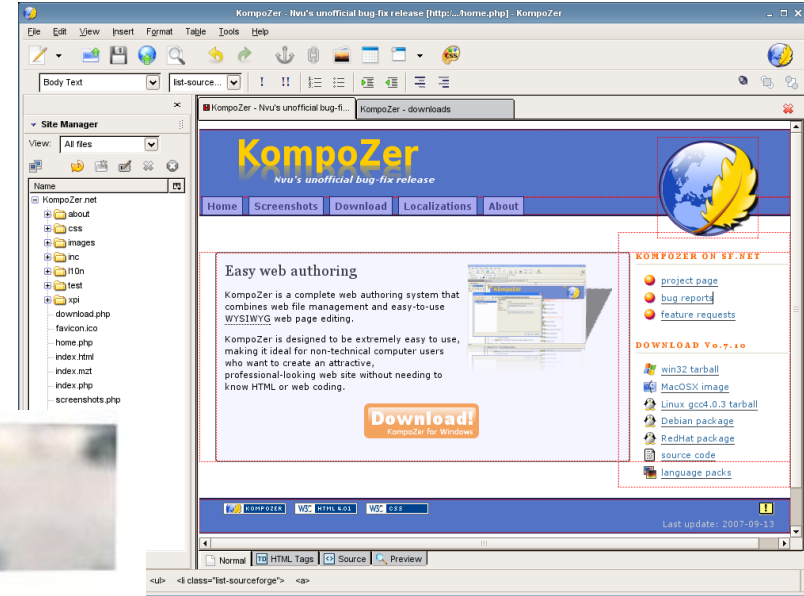 KompoZer - Nvu's unofficial bug-fix release [http:/.../home.php] - KompoZer
File Edit View Insert Format Table Tools Help
Body Text
list-source...
KompoZer - Nvu's unofficial bug-fi...
KompoZer - downloads
Site Manager
View: All files
Name
KompoZer.net
about
css
images
inc
l10n
test
xpi
download.php
favicon.ico
home.php
index.html
index.mzt
index.php
screenshots.php
KompoZer
Nvu's unofficial bug-fix release
Home Screenshots Download Localizations About
Easy web authoring
KompoZer is a complete web authoring system that
combines web file management and easy-to-use
WYSIWYG web page editing.
KompoZer is designed to be extremely easy to use,
making it ideal for non-technical computer users
who want to create an attractive,
professional-looking web site without needing to
know HTML or web coding.
Download!
KompoZer for Windows
KOMPOZER ON SF.NET
project page
bug reports
feature requests
DOWNLOAD V0.7.10
win32 tarball
MacOSX image
Linux gcc4.0.3 tarball
Debian package
RedHat package
source code
language packs
KOMPOZER
W3C HTML 4.01
W3C CSS
Last update: 2007-09-13
Normal HTML Tags Source Preview
<ul> <li class="list-sourceforge"> <a>